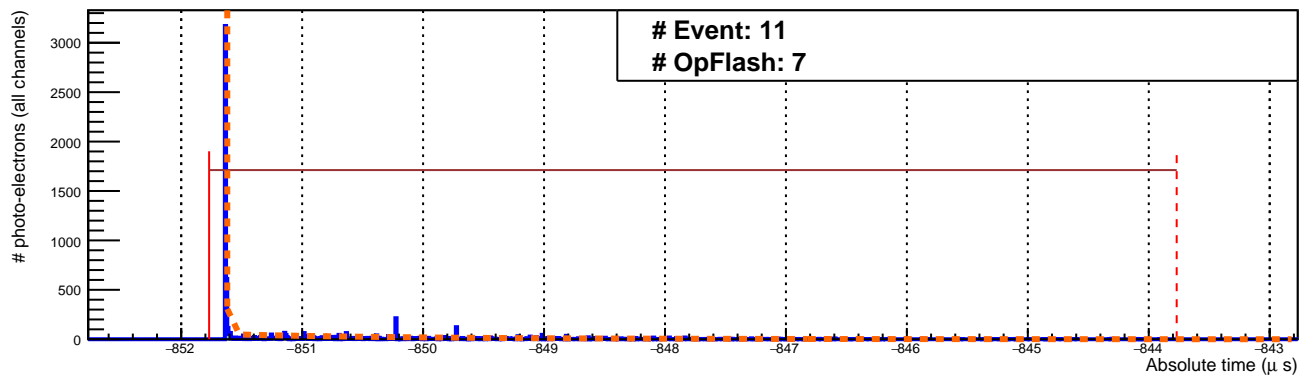 # Event: 11
# OpFlash: 7
# photo-electrons (all channels)
3000
2500
2000
1500
1000
500
0
−852 −851 −850 −849 −848 −847 −846 −845 −844 −843
Absolute time (μ s)